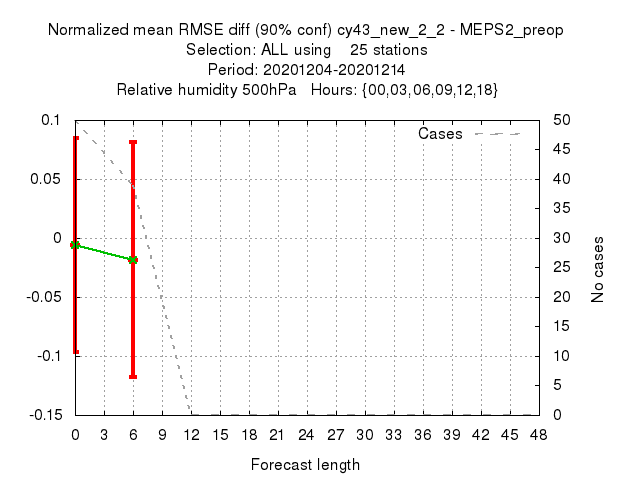 Normalized mean RMSE diff (90% conf) cy43_new_2_2 - MEPS2_preop
Selection: ALL using    25 stations
Period: 20201204-20201214
Relative humidity 500hPa   Hours: {00,03,06,09,12,18}
0.1
0.05
0
-0.05
-0.1
-0.15
Cases
50
45
40
35
30
25
20
15
10
5
0
No cases
0 3 6 9 12 15 18 21 24 27 30 33 36 39 42 45 48
Forecast length